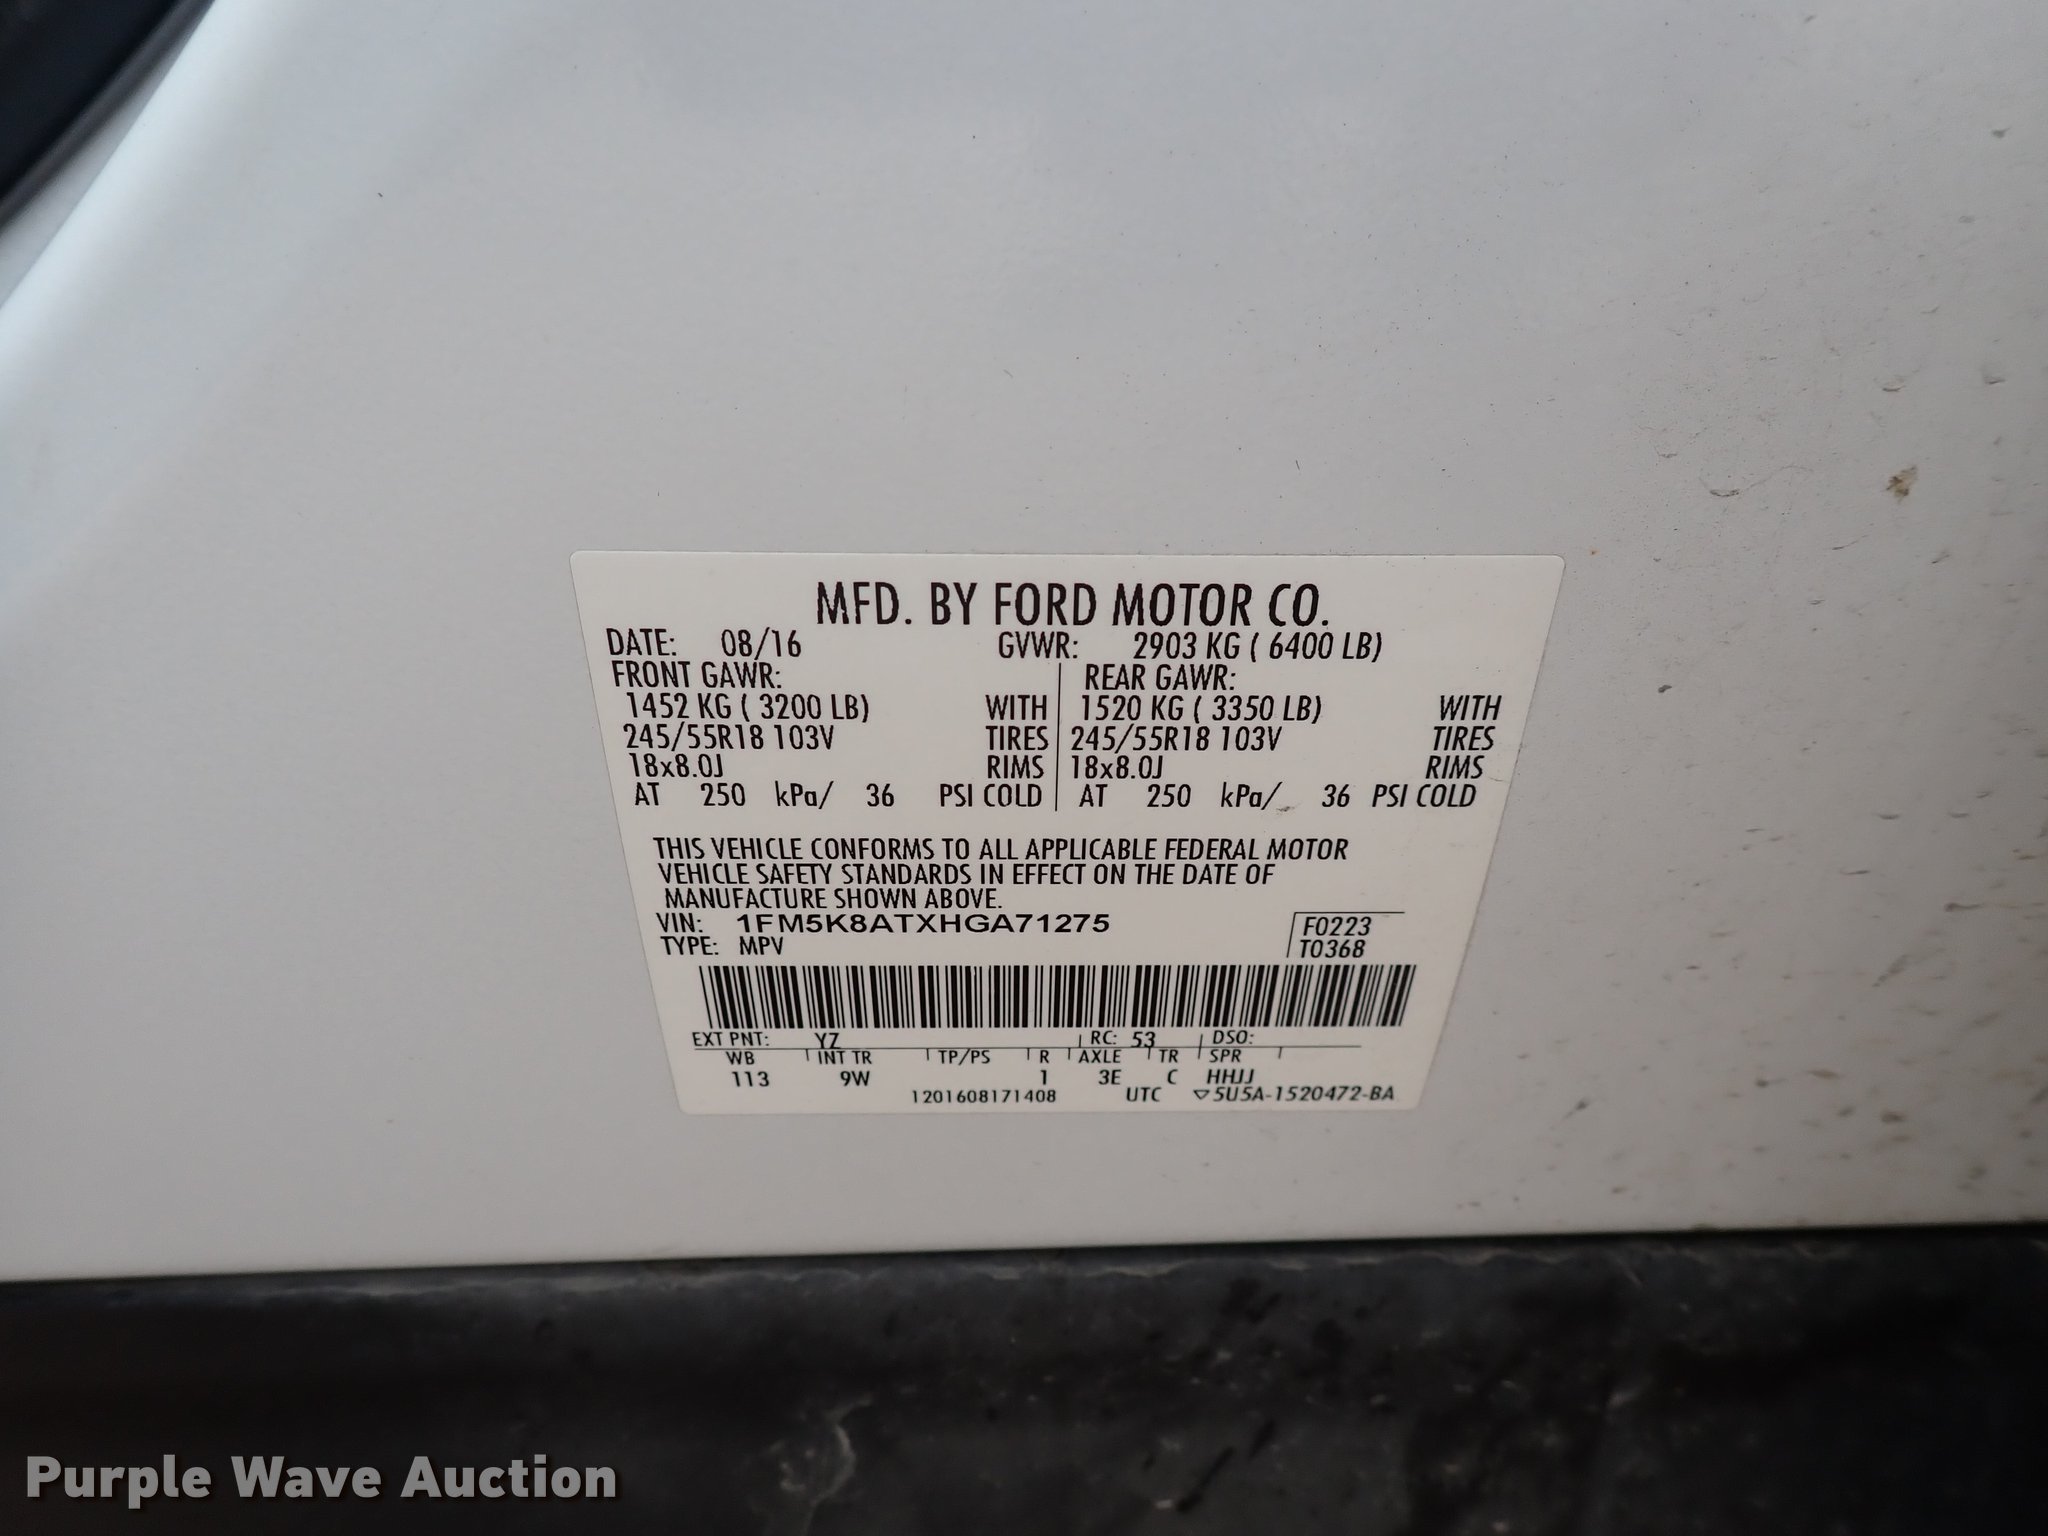 MFD. BY FORD MOTOR CO.
DATE: 08/16 GVWR: 2903 KG ( 6400 LB)
FRONT GAWR: REAR GAWR:
1452 KG ( 3200 LB) WITH 1520 KG ( 3350 LB) WITH
245/55R18 103V TIRES 245/55R18 103V TIRES
18x8.0J RIMS 18x8.0J RIMS
AT 250 kPa/ 36 PSI COLD AT 250 kPa/ 36 PSI COLD
THIS VEHICLE CONFORMS TO ALL APPLICABLE FEDERAL MOTOR
VEHICLE SAFETY STANDARDS IN EFFECT ON THE DATE OF
MANUFACTURE SHOWN ABOVE.
VIN: 1FM5K8ATXHGA71275 F0223
TYPE: MPV T0368
EXT PNT: YZ RC: 53 DSO:
WB INT TR TP/PS R AXLE TR SPR
113 9W 1 3E C HHJJ
1201608171408 UTC ▽5U5A-1520472-BA
Purple Wave Auction